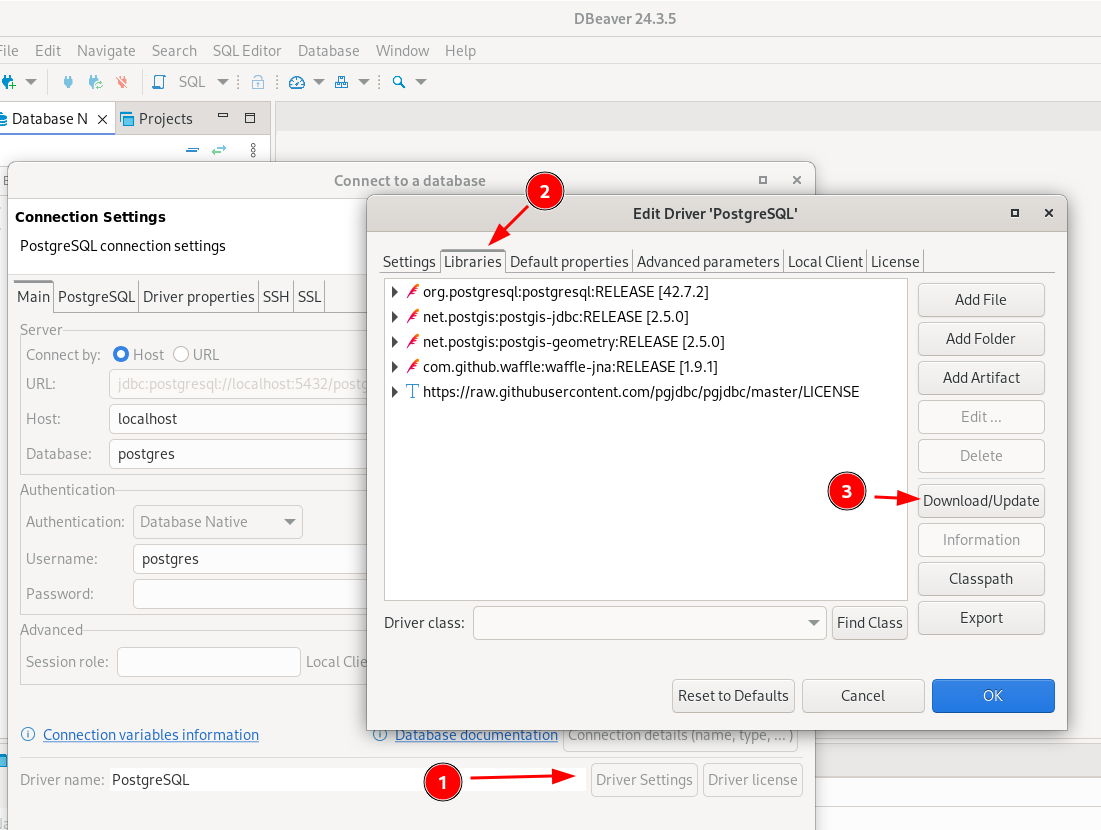 DBeaver 24.3.5
File Edit Navigate Search SQL Editor Database Window Help
SQL
Database N Projects
Connect to a database
2
Connection Settings
PostgreSQL connection settings
Main PostgreSQL Driver properties SSH SSL
Server
Connect by: Host URL
URL: jdbc:postgresql://localhost:5432/postg
Host: localhost
Database: postgres
Authentication
Authentication: Database Native
Username: postgres
Password:
Advanced
Session role: Local Clie
Connection variables information
Database documentation Connection details (name, type, ... )
Driver name: PostgreSQL
1
Driver Settings Driver license
Edit Driver 'PostgreSQL'
Settings Libraries Default properties Advanced parameters Local Client License
org.postgresql:postgresql:RELEASE [42.7.2]
net.postgis:postgis-jdbc:RELEASE [2.5.0]
net.postgis:postgis-geometry:RELEASE [2.5.0]
com.github.waffle:waffle-jna:RELEASE [1.9.1]
T https://raw.githubusercontent.com/pgjdbc/pgjdbc/master/LICENSE
Add File
Add Folder
Add Artifact
Edit ...
Delete
3
Download/Update
Information
Classpath
Export
Driver class: Find Class
Reset to Defaults Cancel OK